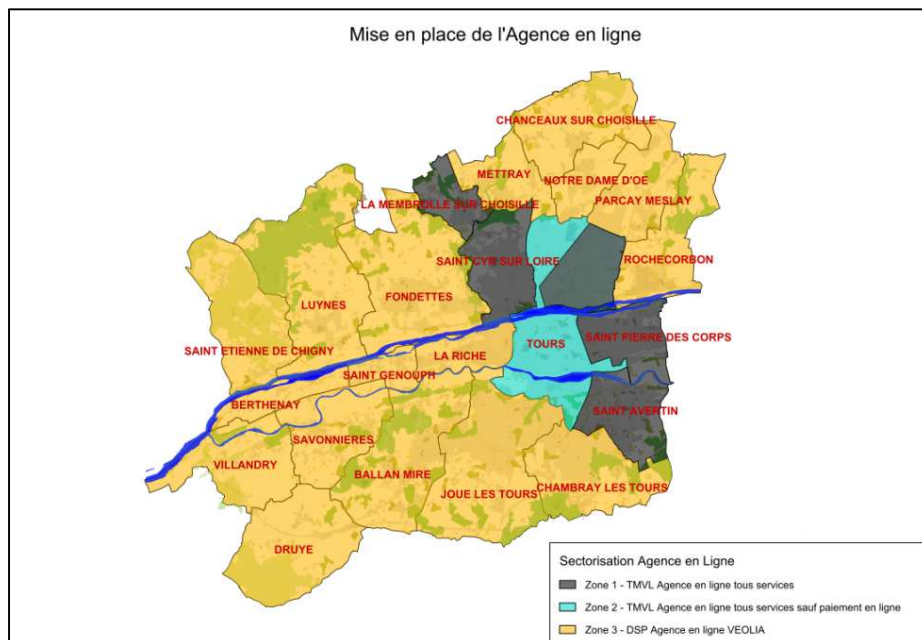 Mise en place de l'Agence en ligne
CHANCEAUX SUR CHOISILLE
METTRAY
NOTRE DAME D'OE
LA MEMBROLLE SUR CHOISILLE
PARCAY MESLAY
SAINT CYR SUR LOIRE
ROCHECORBON
LUYNES
FONDETTES
SAINT PIERRE DES CORPS
TOURS
SAINT ETIENNE DE CHIGNY
LA RICHE
SAINT GENOUPH
BERTHENAY
SAINT AVERTIN
SAVONNIERES
VILLANDRY
BALLAN MIRE
JOUE LES TOURS
CHAMBRAY LES TOURS
DRUYE
Sectorisation Agence en Ligne
Zone 1 - TMVL Agence en ligne tous services
Zone 2 - TMVL Agence en ligne tous services sauf paiement en ligne
Zone 3 - DSP Agence en ligne VEOLIA